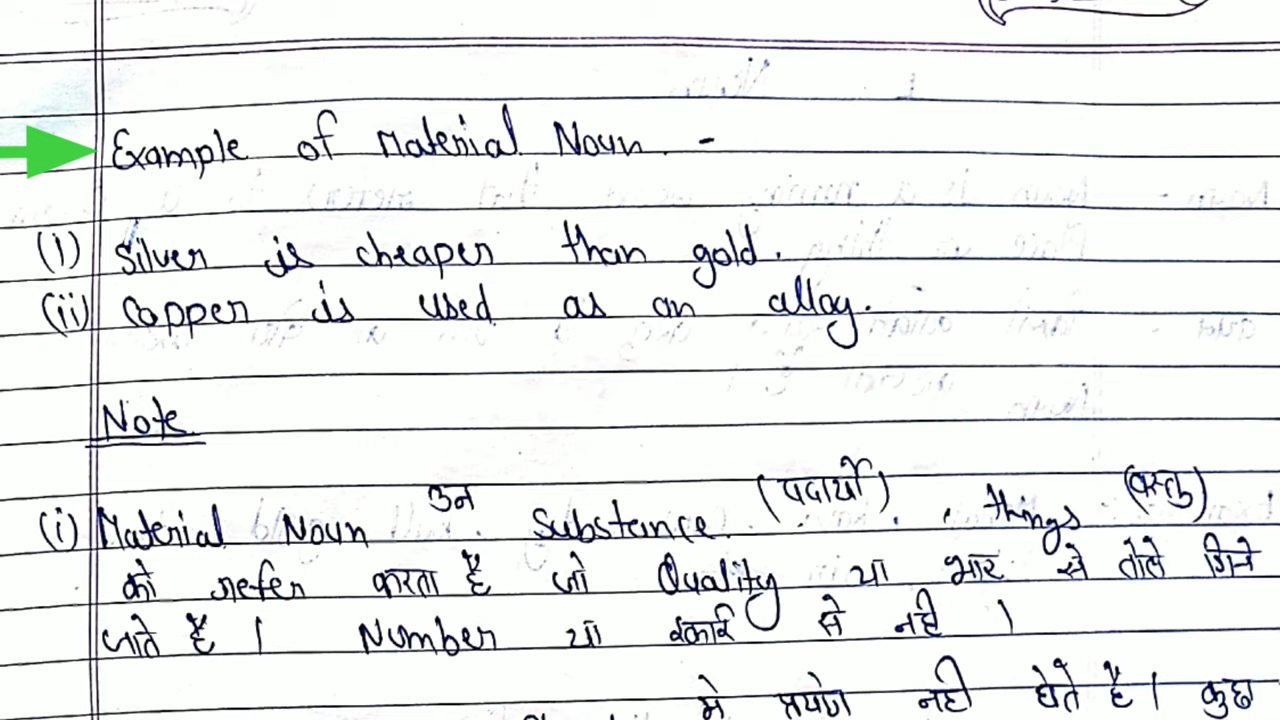 Example of Material Noun -
(i) Silver is cheaper than gold.
(ii) Copper is used as an alloy.
Note
(i) Material Noun उन Substance (पदार्थो) , things (वस्तु)
को refer करता है जो Quality या भार से तोले गिने
जाते है । Number या इकाई से नही ।
मे प्रयोग नही होते है । कुछ